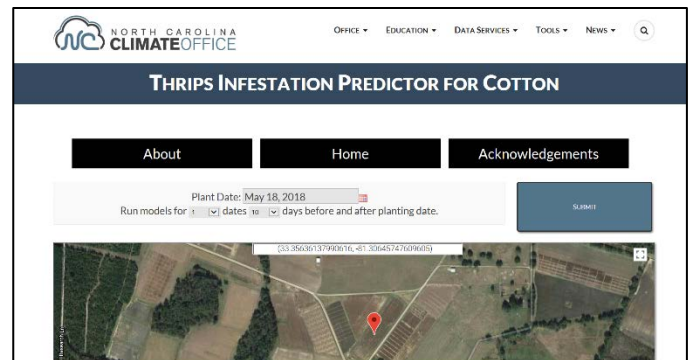 NORTH CAROLINA
CLIMATEOFFICE
OFFICE EDUCATION DATA SERVICES TOOLS NEWS
THRIPS INFESTATION PREDICTOR FOR COTTON
About Home Acknowledgements
Plant Date: May 18, 2018
Run models for 1 dates 10 days before and after planting date.
SUBMIT
(33.35636137990616, -81.30645747609605)